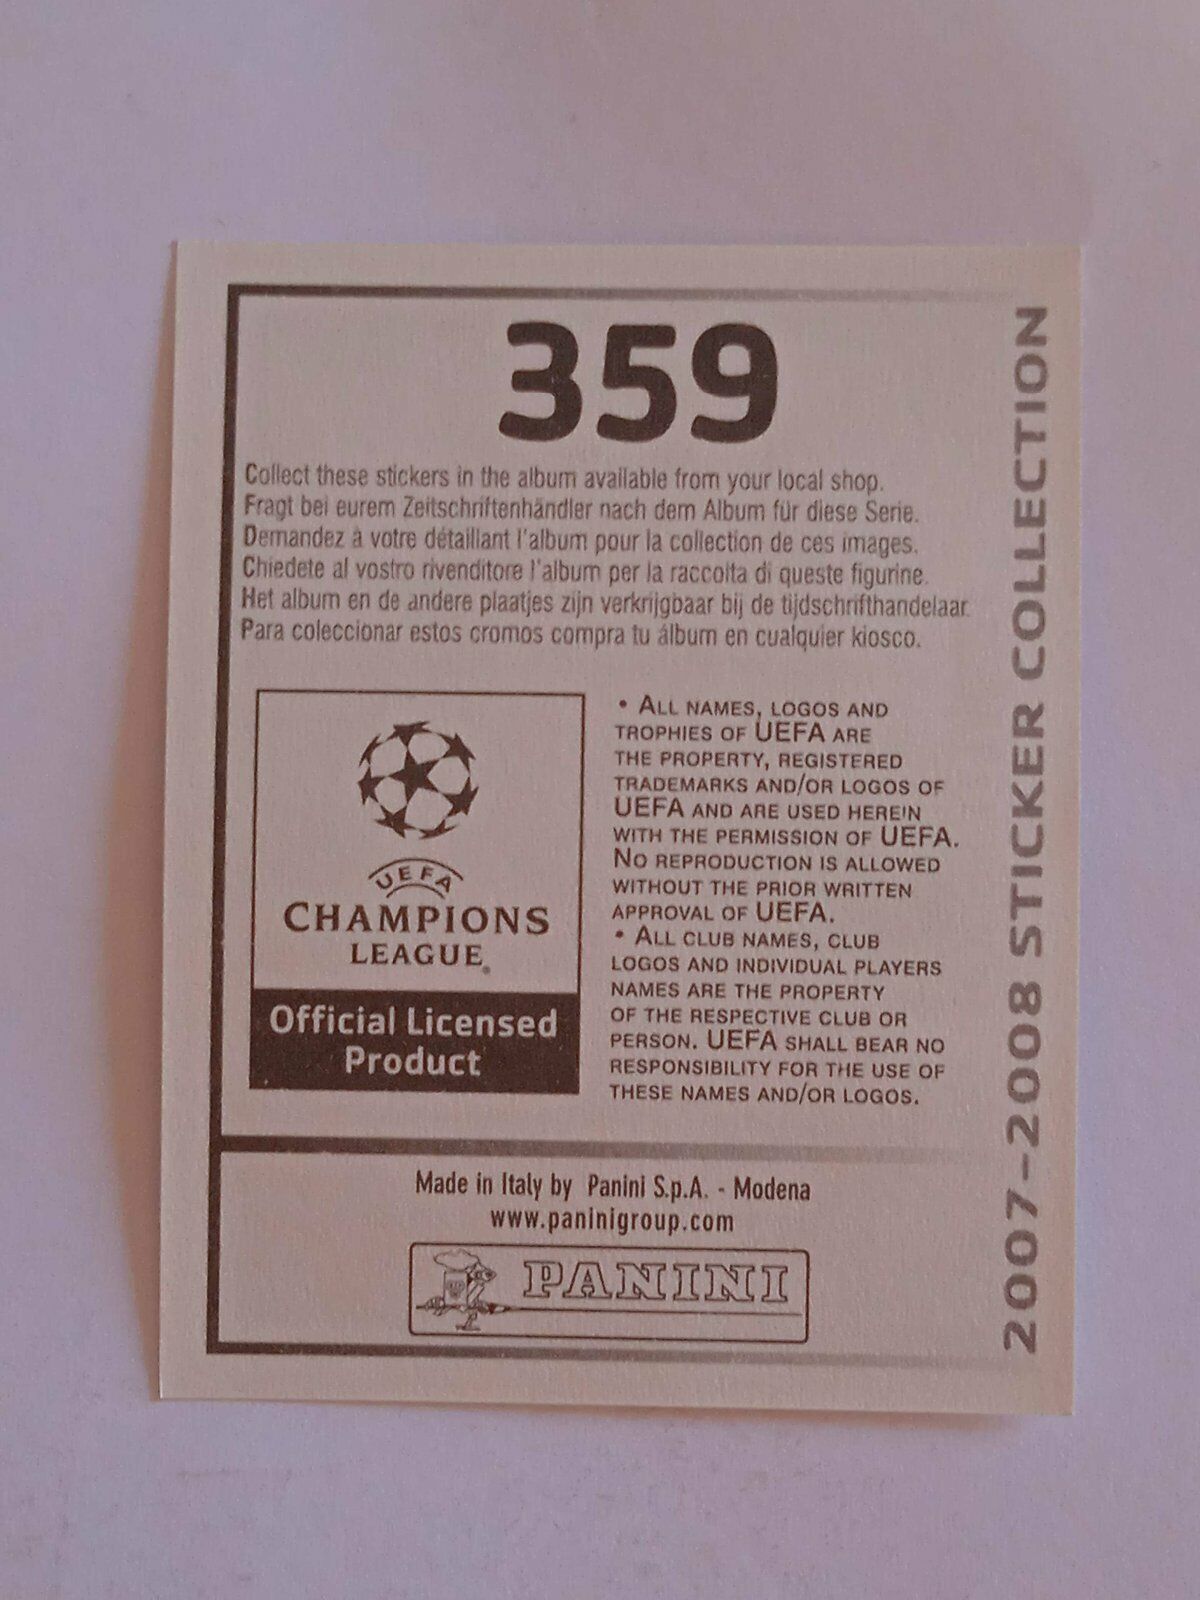 359
Collect these stickers in the album available from your local shop.
Fragt bei eurem Zeitschriftenhändler nach dem Album für diese Serie.
Demandez à votre détaillant l'album pour la collection de ces images.
Chiedete al vostro rivenditore l'album per la raccolta di queste figurine.
Het album en de andere plaatjes zijn verkrijgbaar bij de tijdschrifthandelaar.
Para coleccionar estos cromos compra tu álbum en cualquier kiosco.
UEFA
CHAMPIONS
LEAGUE®
Official Licensed
Product
• ALL NAMES, LOGOS AND
TROPHIES OF UEFA ARE
THE PROPERTY, REGISTERED
TRADEMARKS AND/OR LOGOS OF
UEFA AND ARE USED HEREIN
WITH THE PERMISSION OF UEFA.
NO REPRODUCTION IS ALLOWED
WITHOUT THE PRIOR WRITTEN
APPROVAL OF UEFA.
• ALL CLUB NAMES, CLUB
LOGOS AND INDIVIDUAL PLAYERS
NAMES ARE THE PROPERTY
OF THE RESPECTIVE CLUB OR
PERSON. UEFA SHALL BEAR NO
RESPONSIBILITY FOR THE USE OF
THESE NAMES AND/OR LOGOS.
Made in Italy by Panini S.p.A. - Modena
www.paninigroup.com
PANINI
2007-2008 STICKER COLLECTION